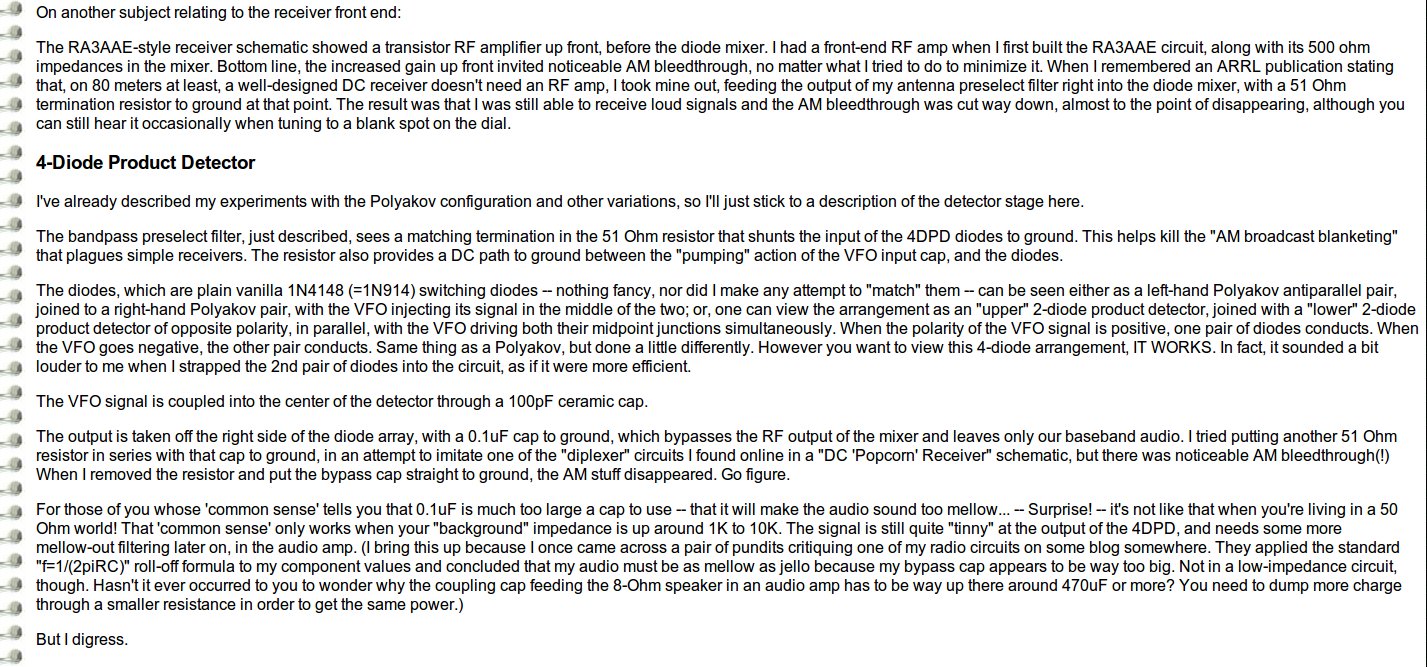 On another subject relating to the receiver front end:
The RA3AAE-style receiver schematic showed a transistor RF amplifier up front, before the diode mixer. I had a front-end RF amp when I first built the RA3AAE circuit, along with its 500 ohm
impedances in the mixer. Bottom line, the increased gain up front invited noticeable AM bleedthrough, no matter what I tried to do to minimize it. When I remembered an ARRL publication stating
that, on 80 meters at least, a well-designed DC receiver doesn't need an RF amp, I took mine out, feeding the output of my antenna preselect filter right into the diode mixer, with a 51 Ohm
termination resistor to ground at that point. The result was that I was still able to receive loud signals and the AM bleedthrough was cut way down, almost to the point of disappearing, although you
can still hear it occasionally when tuning to a blank spot on the dial.
4-Diode Product Detector
I've already described my experiments with the Polyakov configuration and other variations, so I'll just stick to a description of the detector stage here.
The bandpass preselect filter, just described, sees a matching termination in the 51 Ohm resistor that shunts the input of the 4DPD diodes to ground. This helps kill the "AM broadcast blanketing"
that plagues simple receivers. The resistor also provides a DC path to ground between the "pumping" action of the VFO input cap, and the diodes.
The diodes, which are plain vanilla 1N4148 (=1N914) switching diodes -- nothing fancy, nor did I make any attempt to "match" them -- can be seen either as a left-hand Polyakov antiparallel pair,
joined to a right-hand Polyakov pair, with the VFO injecting its signal in the middle of the two; or, one can view the arrangement as an "upper" 2-diode product detector, joined with a "lower" 2-diode
product detector of opposite polarity, in parallel, with the VFO driving both their midpoint junctions simultaneously. When the polarity of the VFO signal is positive, one pair of diodes conducts. When
the VFO goes negative, the other pair conducts. Same thing as a Polyakov, but done a little differently. However you want to view this 4-diode arrangement, IT WORKS. In fact, it sounded a bit
louder to me when I strapped the 2nd pair of diodes into the circuit, as if it were more efficient.
The VFO signal is coupled into the center of the detector through a 100pF ceramic cap.
The output is taken off the right side of the diode array, with a 0.1uF cap to ground, which bypasses the RF output of the mixer and leaves only our baseband audio. I tried putting another 51 Ohm
resistor in series with that cap to ground, in an attempt to imitate one of the "diplexer" circuits I found online in a "DC 'Popcorn' Receiver" schematic, but there was noticeable AM bleedthrough(!)
When I removed the resistor and put the bypass cap straight to ground, the AM stuff disappeared. Go figure.
For those of you whose 'common sense' tells you that 0.1uF is much too large a cap to use -- that it will make the audio sound too mellow... -- Surprise! -- it's not like that when you're living in a 50
Ohm world! That 'common sense' only works when your "background" impedance is up around 1K to 10K. The signal is still quite "tinny" at the output of the 4DPD, and needs some more
mellow-out filtering later on, in the audio amp. (I bring this up because I once came across a pair of pundits critiquing one of my radio circuits on some blog somewhere. They applied the standard
"f=1/(2piRC)" roll-off formula to my component values and concluded that my audio must be as mellow as jello because my bypass cap appears to be way too big. Not in a low-impedance circuit,
though. Hasn't it ever occurred to you to wonder why the coupling cap feeding the 8-Ohm speaker in an audio amp has to be way up there around 470uF or more? You need to dump more charge
through a smaller resistance in order to get the same power.)
But I digress.